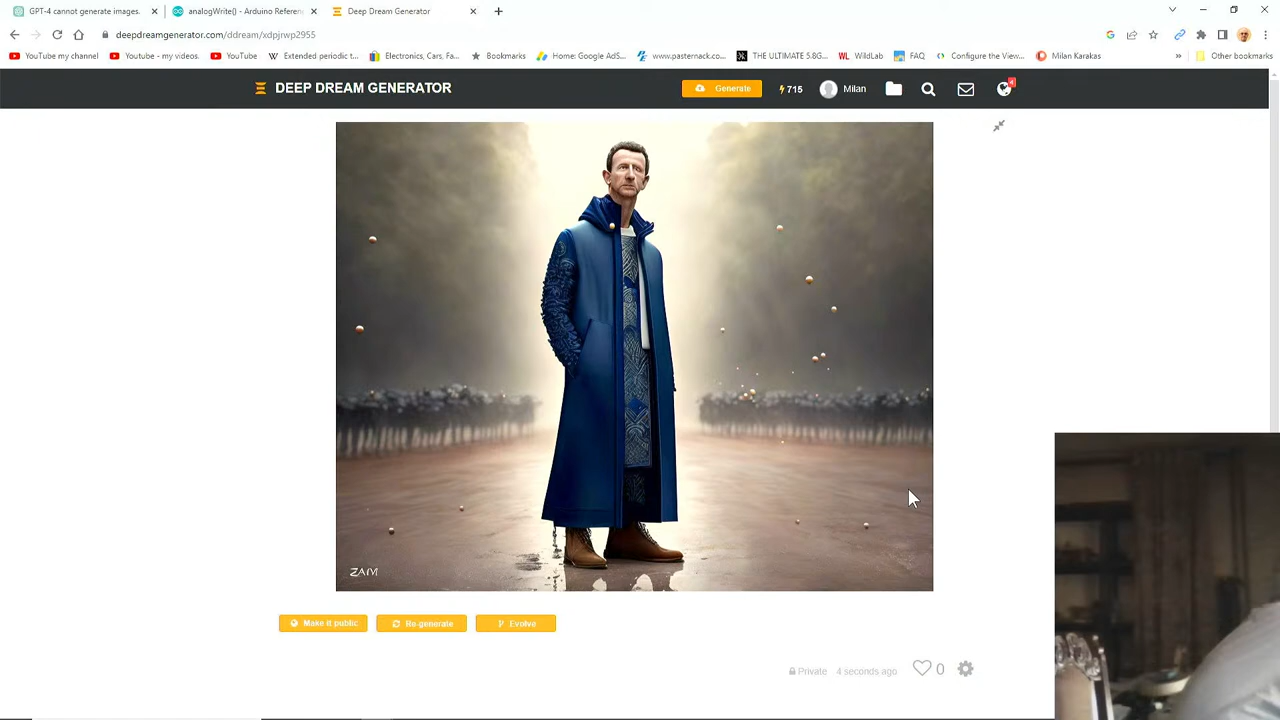 GPT-4 cannot generate images.
analogWrite() - Arduino Referen
Deep Dream Generator
deepdreamgenerator.com/ddream/xdpjrwp2955
YouTube my channel
Youtube - my videos.
YouTube
Extended periodic t...
Electronics, Cars, Fa...
Bookmarks
Home: Google AdS...
www.pasternack.co...
THE ULTIMATE 5.8G...
WL WildLab
FAQ
Configure the View...
Milan Karakas
»
Other bookmarks
DEEP DREAM GENERATOR
Generate
715
Milan
4
ZAM
Make it public
Re-generate
Evolve
Private 4 seconds ago 0